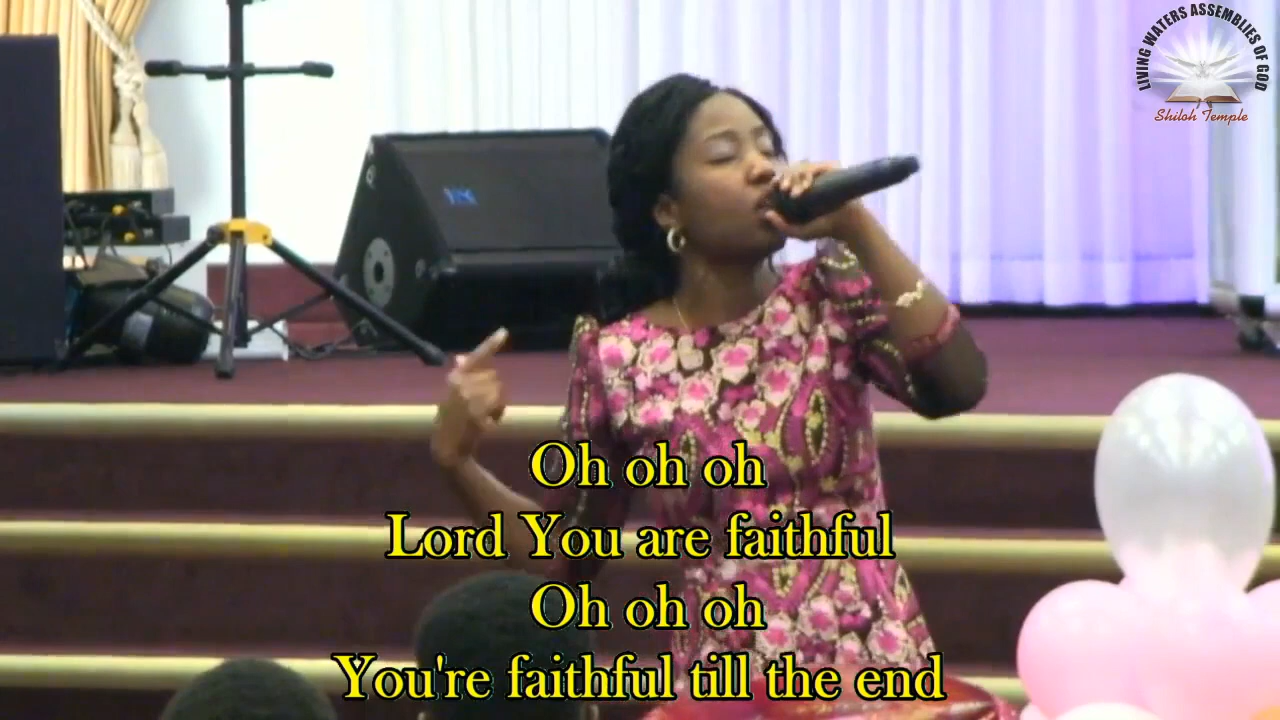 LIVING WATERS ASSEMBLIES OF GOD
Shiloh Temple
Oh oh oh
Lord You are faithful
Oh oh oh
You're faithful till the end